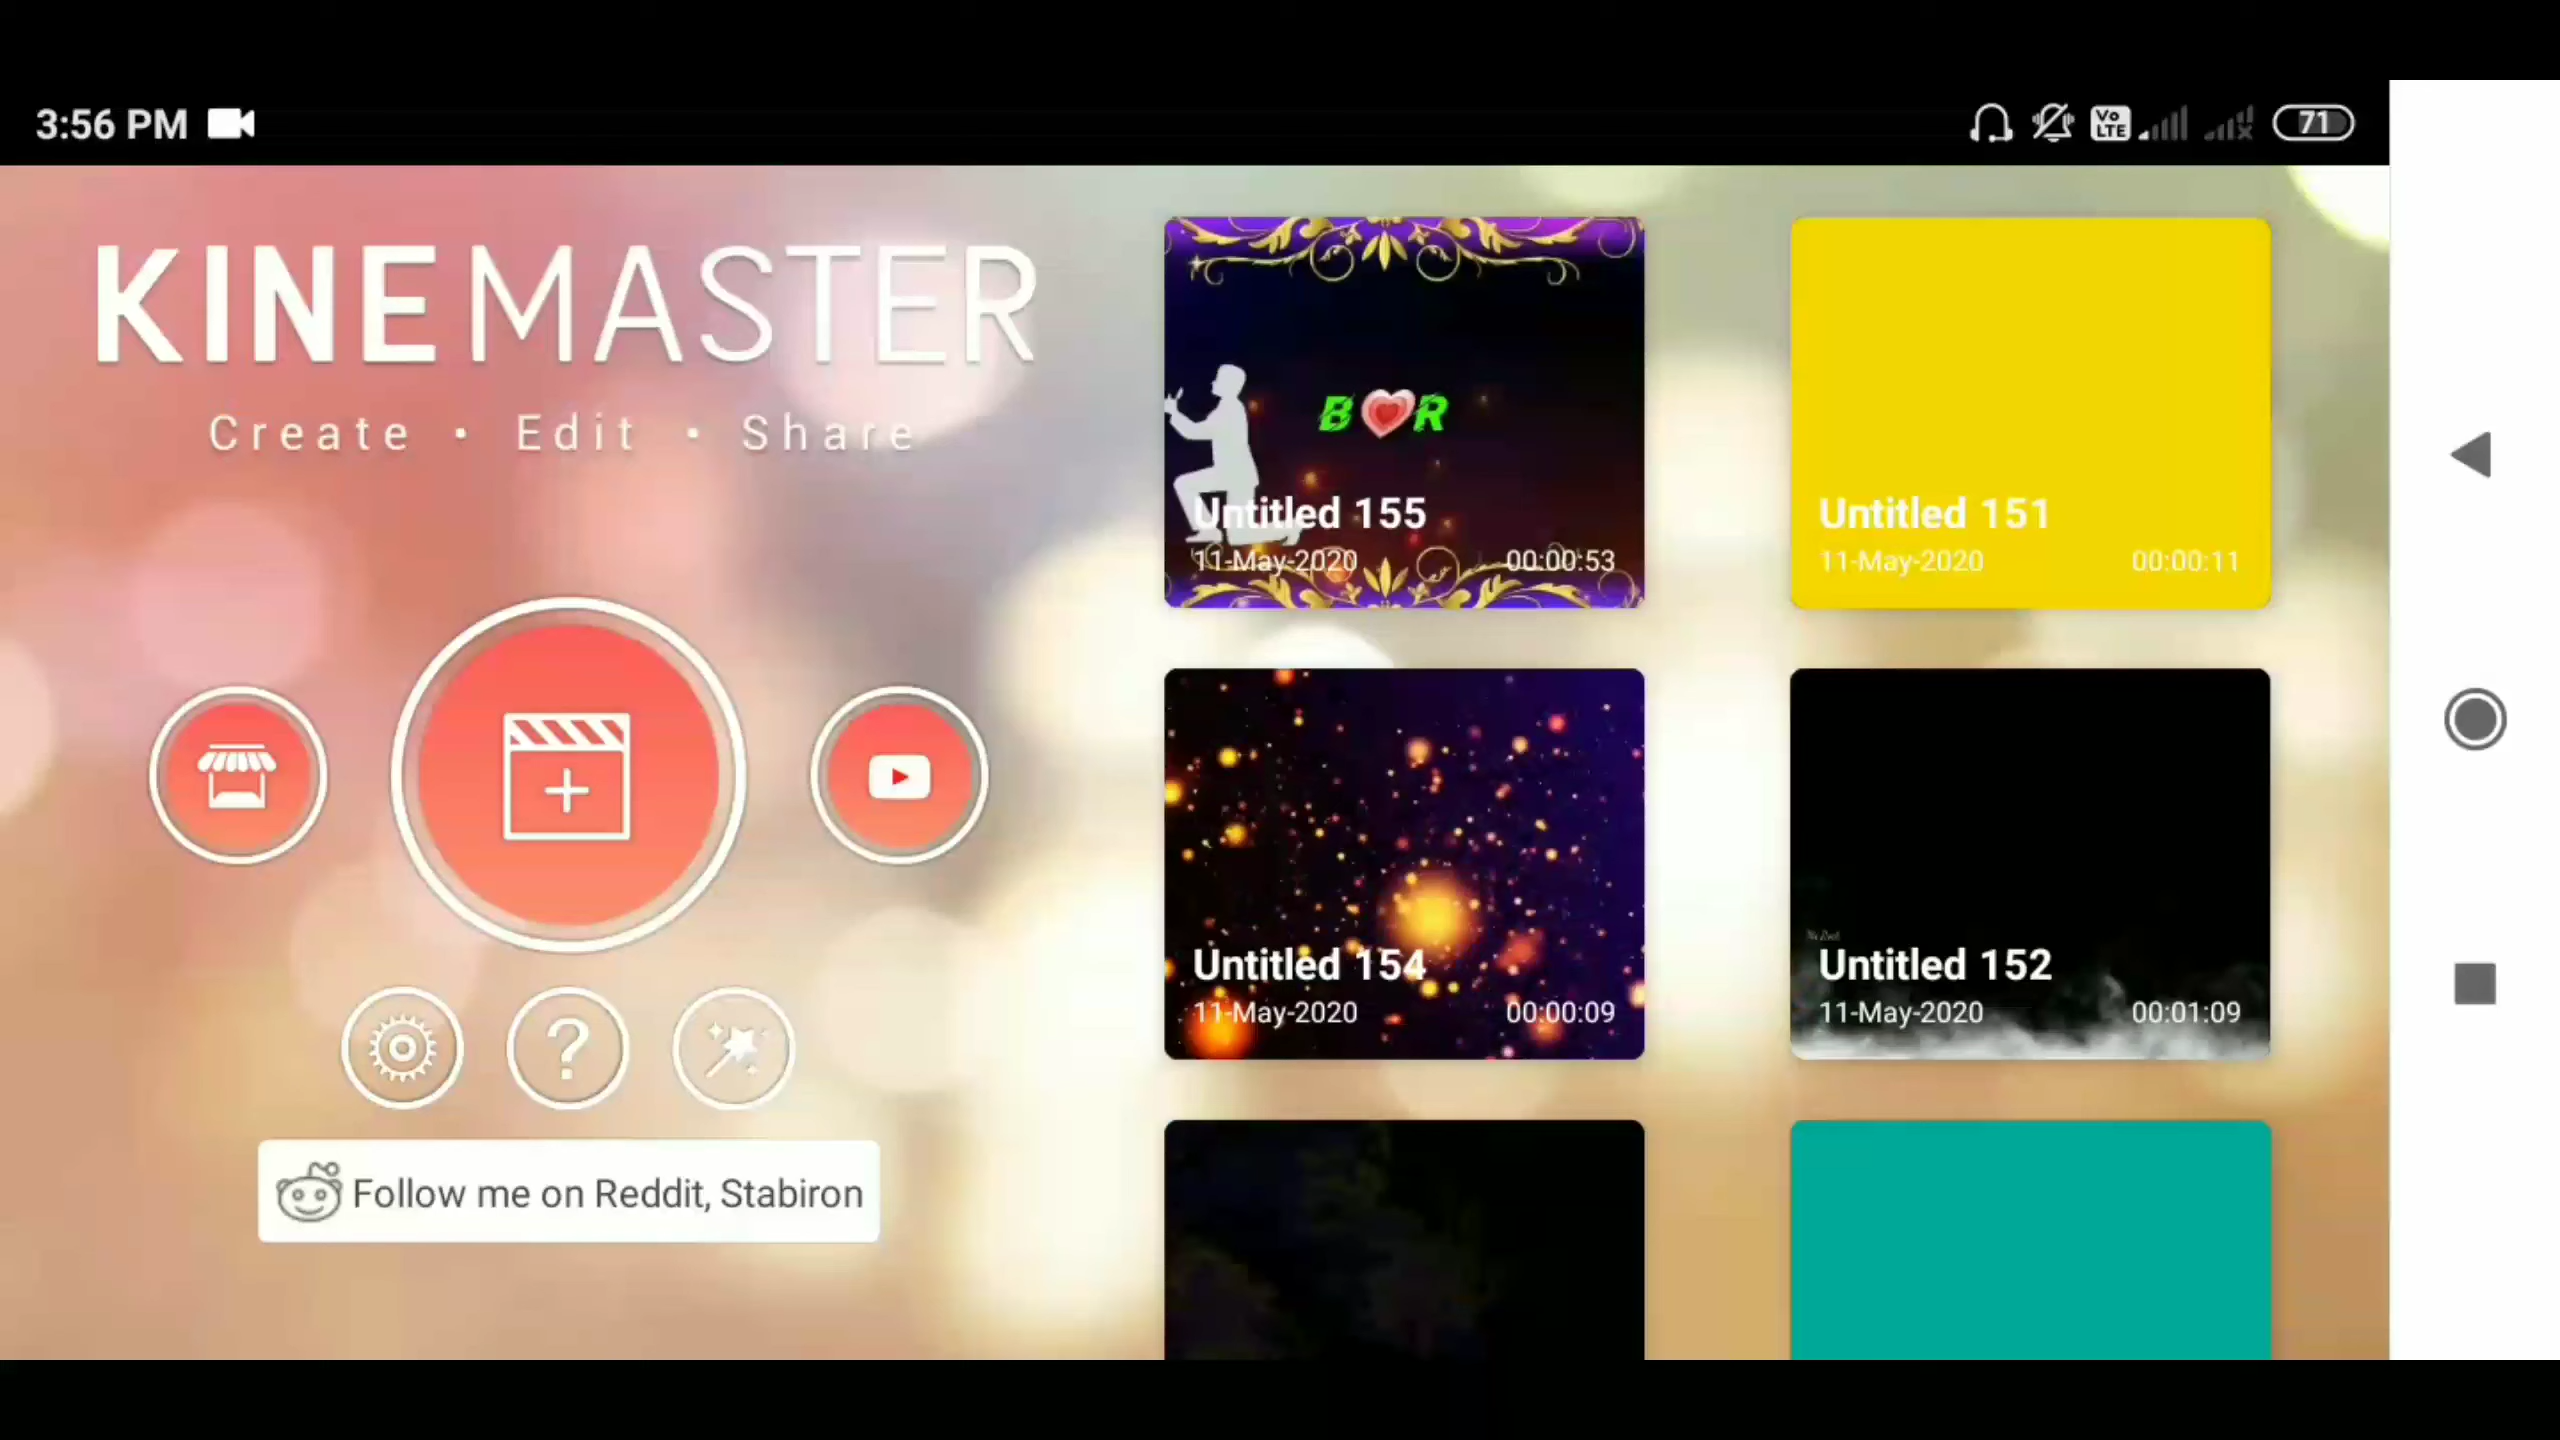 3:56 PM
Vo
LTE
71
KINEMASTER
Create • Edit • Share
Follow me on Reddit, Stabiron
B R
Untitled 155
11-May-2020 00:00:53
Untitled 151
11-May-2020 00:00:11
Untitled 154
11-May-2020 00:00:09
Untitled 152
11-May-2020 00:01:09